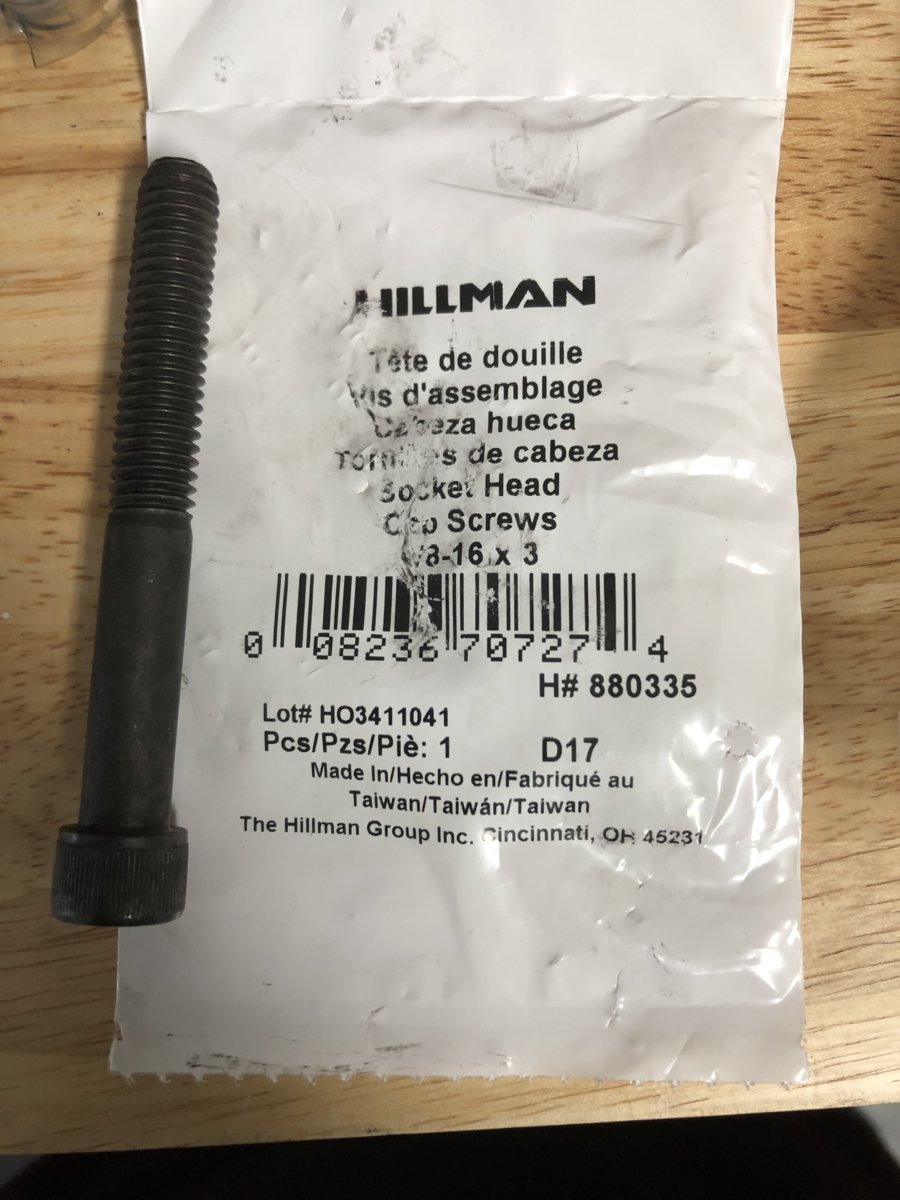 HILLMAN
Tête de douille
Vis d'assemblage
Cabeza hueca
Tornillos de cabeza
Socket Head
Cap Screws
/8-16 x 3
0 08236 70727 4
H# 880335
Lot# HO3411041
Pcs/Pzs/Piè: 1 D17
Made In/Hecho en/Fabriqué au
Taiwan/Taiwán/Taiwan
The Hillman Group Inc. Cincinnati, OH 45231